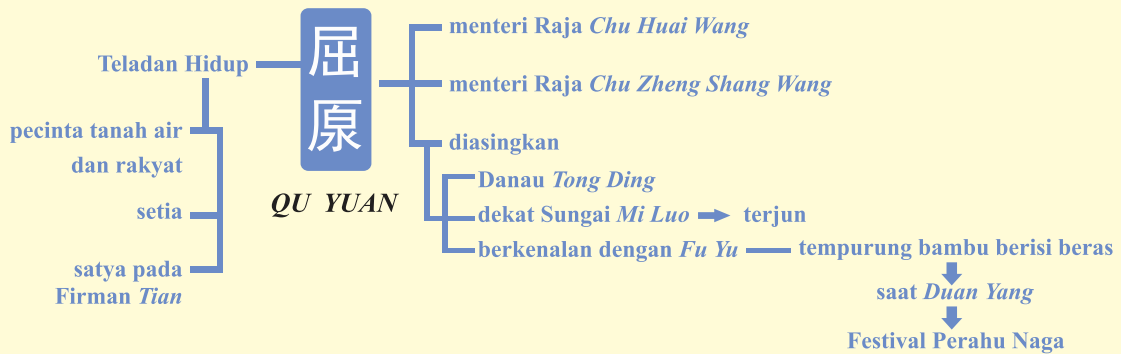 屈
原
QU YUAN
Teladan Hidup
pecinta tanah air
dan rakyat
setia
satya pada
Firman Tian
menteri Raja Chu Huai Wang
menteri Raja Chu Zheng Shang Wang
diasingkan
Danau Tong Ding
dekat Sungai Mi Luo terjun
berkenalan dengan Fu Yu tempurung bambu berisi beras
saat Duan Yang
Festival Perahu Naga